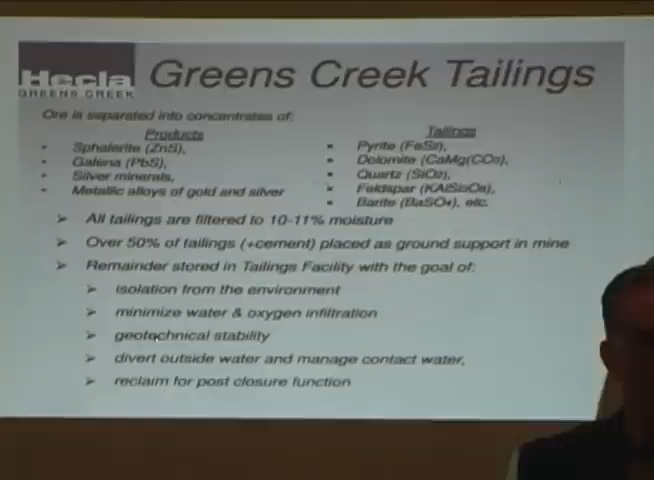 Hecla
GREENS CREEK
Greens Creek Tailings
Ore is separated into concentrates of:
Products
• Sphalerite (ZnS),
• Galena (PbS),
• Silver minerals,
• Metallic alloys of gold and silver
Tailings
• Pyrite (FeS₂),
• Dolomite (CaMg(CO₃),
• Quartz (SiO₂),
• Feldspar (KAlSi₃O₈),
• Barite (BaSO₄), etc.
➢ All tailings are filtered to 10-11% moisture
➢ Over 50% of tailings (+cement) placed as ground support in mine
➢ Remainder stored in Tailings Facility with the goal of:
➢ isolation from the environment
➢ minimize water & oxygen infiltration
➢ geotechnical stability
➢ divert outside water and manage contact water,
➢ reclaim for post closure function